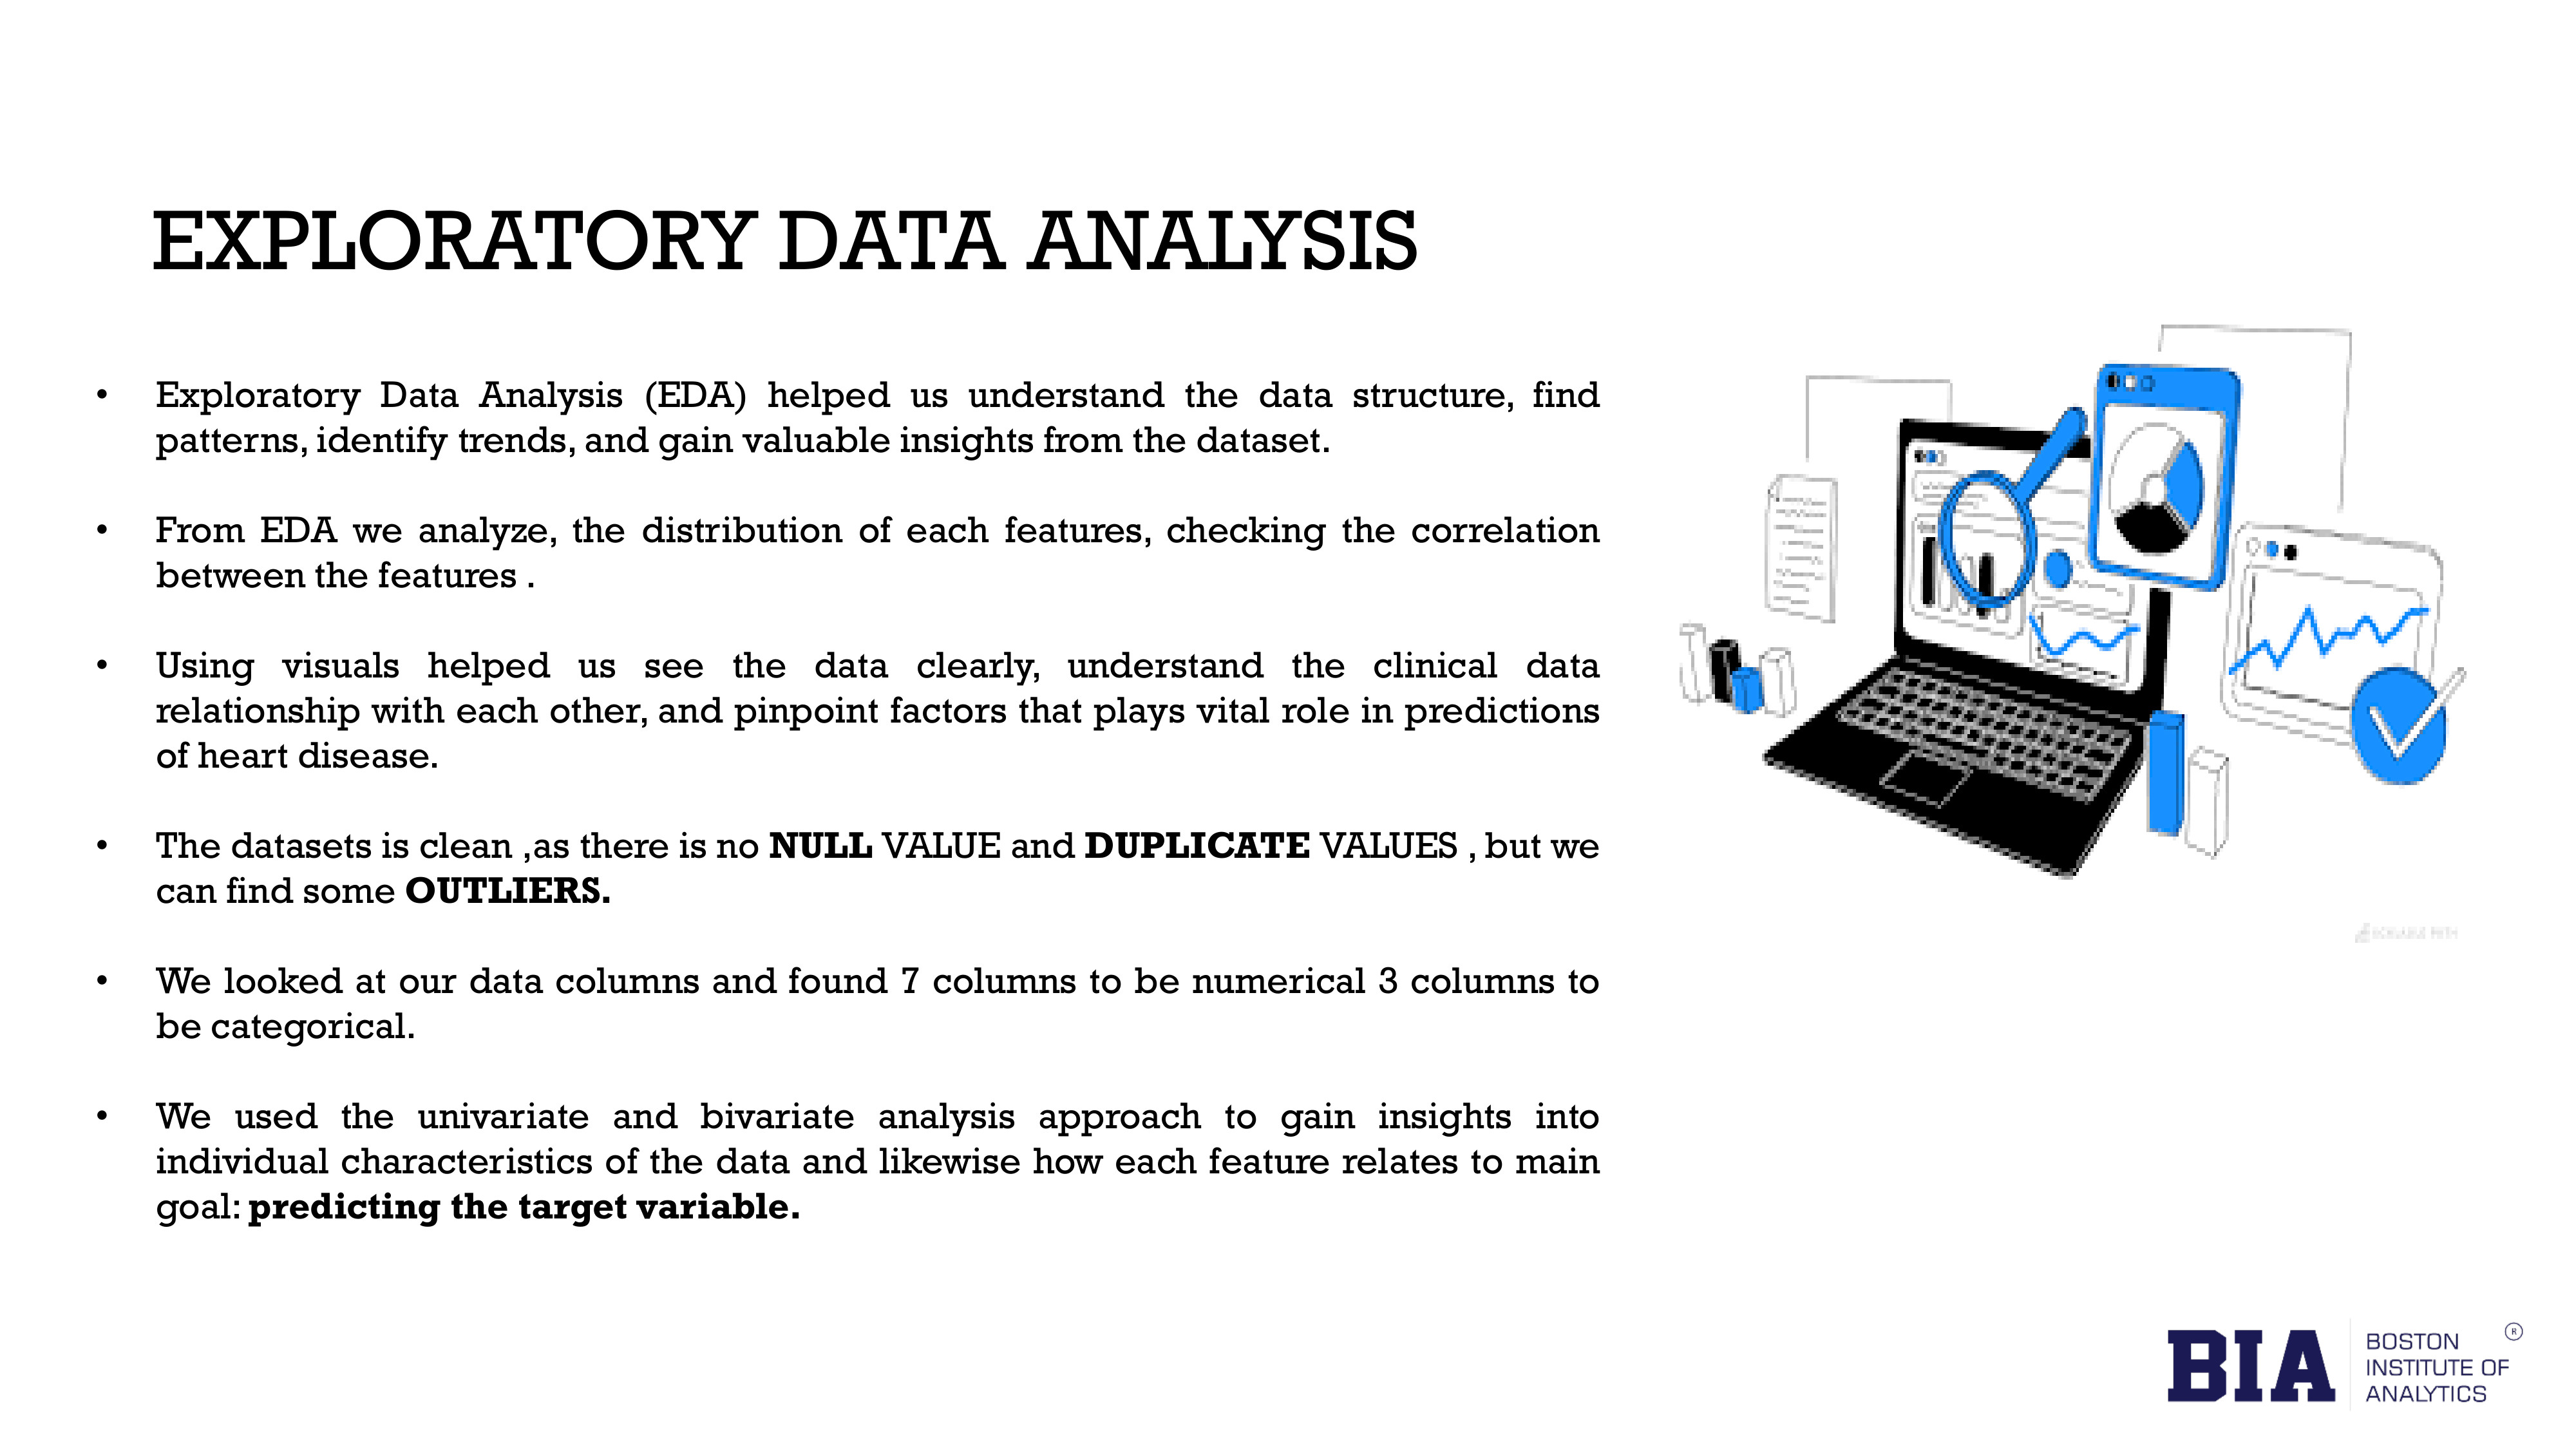 EXPLORATORY DATA ANALYSIS
• Exploratory Data Analysis (EDA) helped us understand the data structure, find
patterns, identify trends, and gain valuable insights from the dataset.
• From EDA we analyze, the distribution of each features, checking the correlation
between the features .
• Using visuals helped us see the data clearly, understand the clinical data
relationship with each other, and pinpoint factors that plays vital role in predictions
of heart disease.
• The datasets is clean ,as there is no NULL VALUE and DUPLICATE VALUES , but we
can find some OUTLIERS.
• We looked at our data columns and found 7 columns to be numerical 3 columns to
be categorical.
• We used the univariate and bivariate analysis approach to gain insights into
individual characteristics of the data and likewise how each feature relates to main
goal: predicting the target variable.
BIA
BOSTON ®
INSTITUTE OF
ANALYTICS